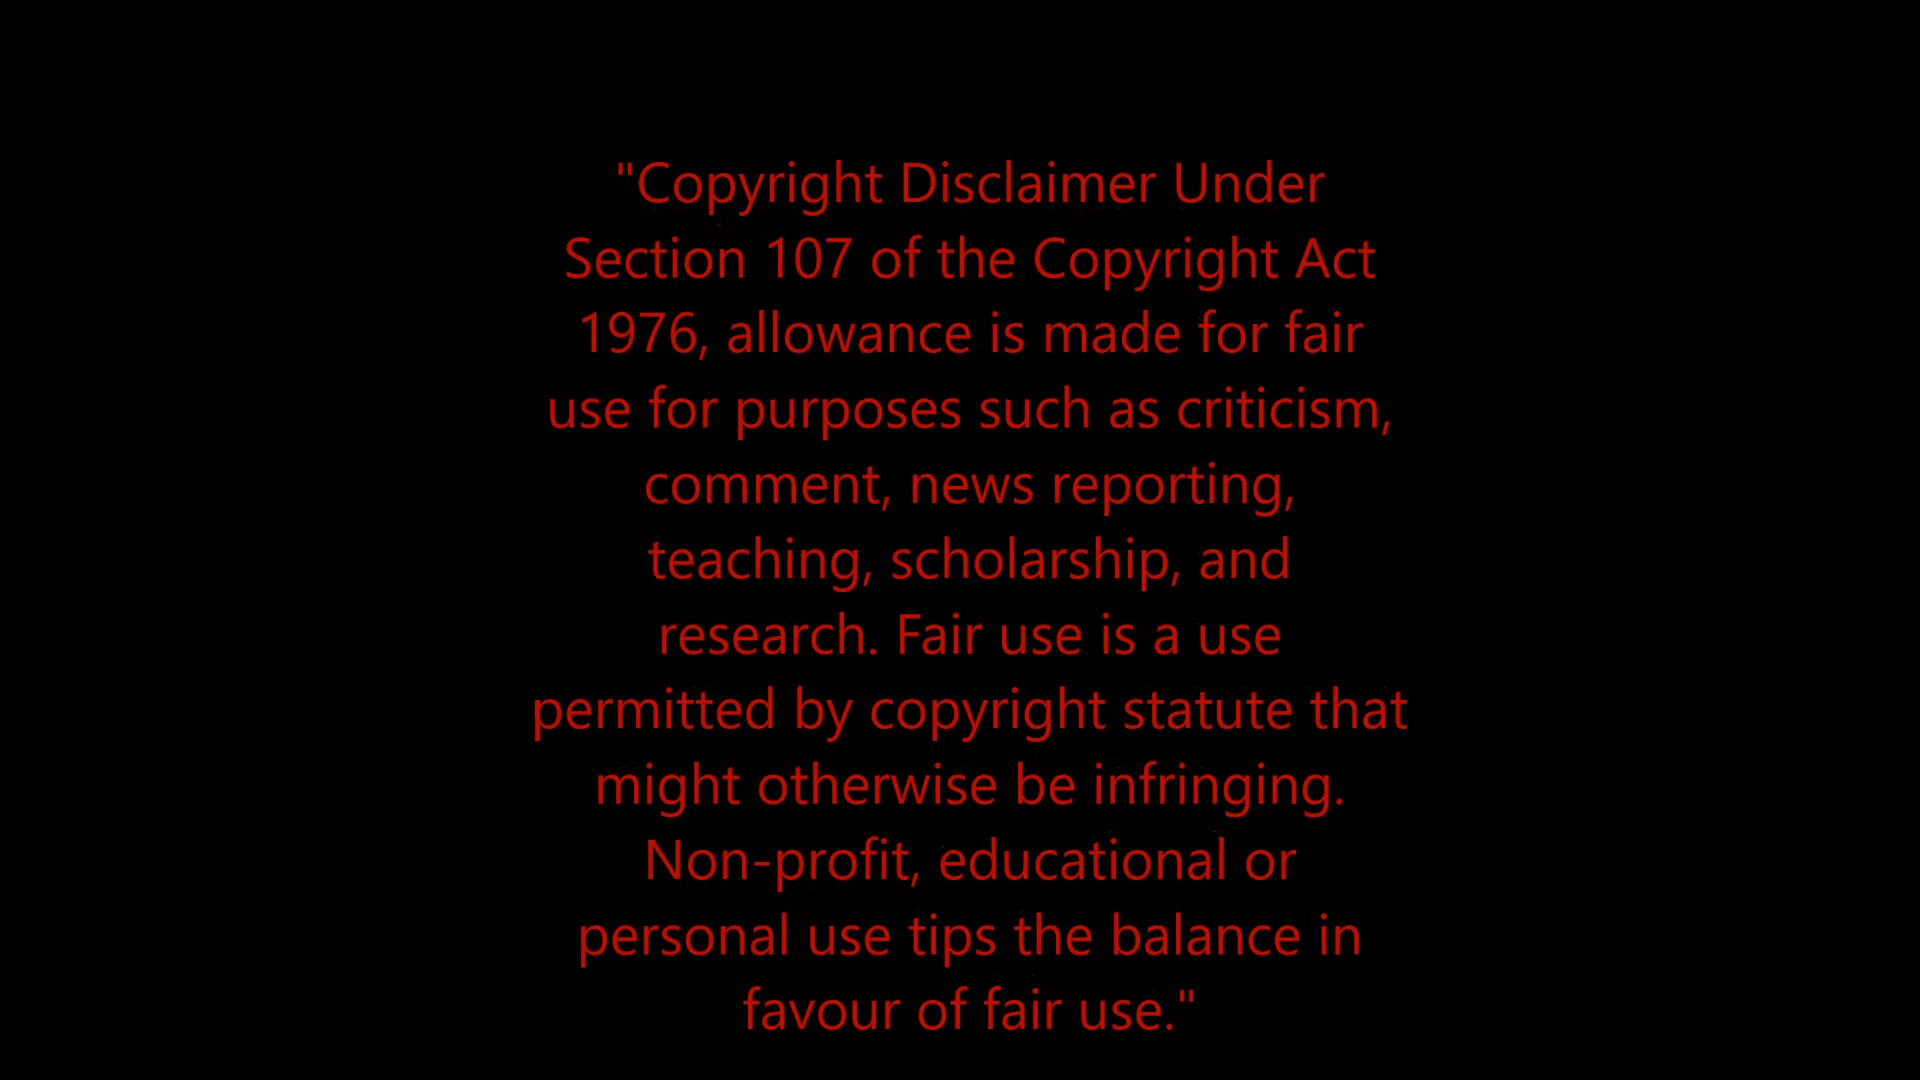 "Copyright Disclaimer Under
Section 107 of the Copyright Act
1976, allowance is made for fair
use for purposes such as criticism,
comment, news reporting,
teaching, scholarship, and
research. Fair use is a use
permitted by copyright statute that
might otherwise be infringing.
Non-profit, educational or
personal use tips the balance in
favour of fair use."